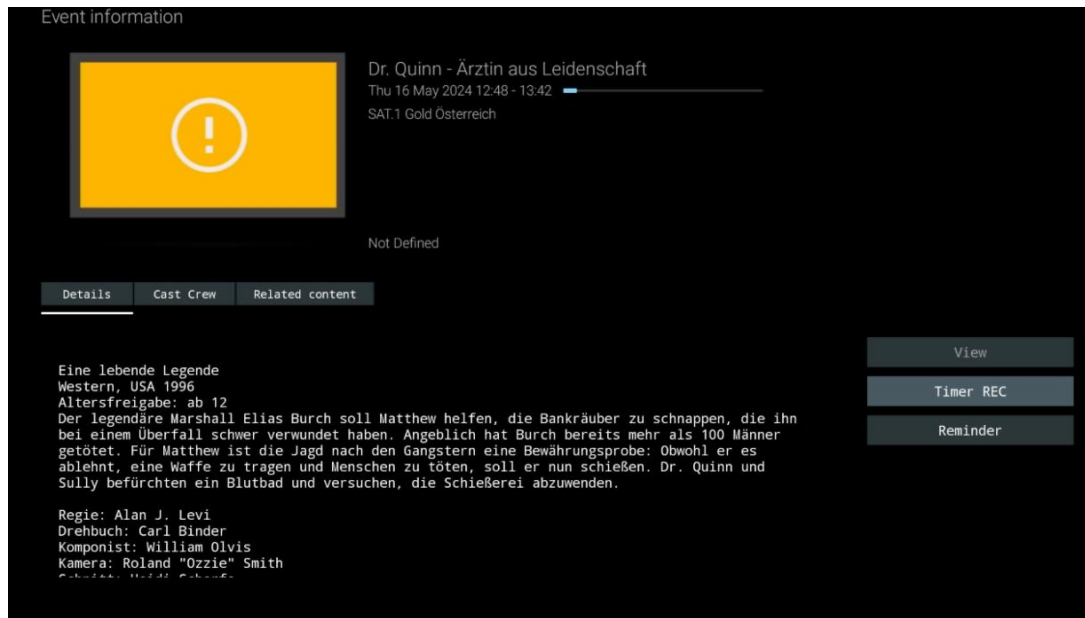 Event information
Dr. Quinn - Ärztin aus Leidenschaft
Thu 16 May 2024 12:48 - 13:42
SAT.1 Gold Österreich
Not Defined
Details
Cast Crew
Related content
View
Timer REC
Reminder
Eine lebende Legende
Western, USA 1996
Altersfreigabe: ab 12
Der legendäre Marshall Elias Burch soll Matthew helfen, die Bankräuber zu schnappen, die ihn
bei einem Überfall schwer verwundet haben. Angeblich hat Burch bereits mehr als 100 Männer
getötet. Für Matthew ist die Jagd nach den Gangstern eine Bewährungsprobe: Obwohl er es
ablehnt, eine Waffe zu tragen und Menschen zu töten, soll er nun schießen. Dr. Quinn und
Sully befürchten ein Blutbad und versuchen, die Schießerei abzuwenden.
Regie: Alan J. Levi
Drehbuch: Carl Binder
Komponist: William Olvis
Kamera: Roland "Ozzie" Smith